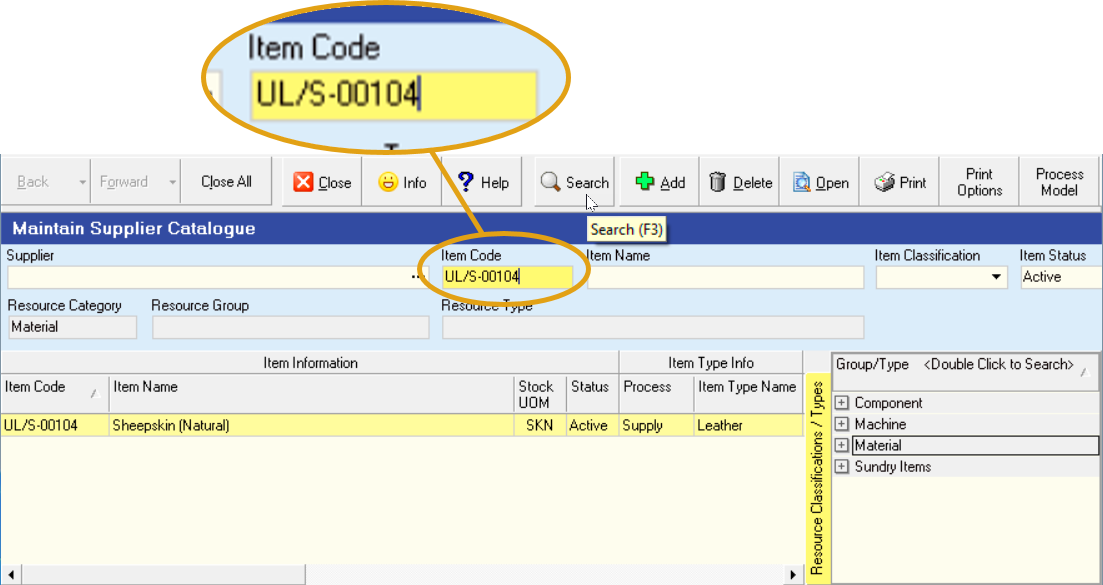 Item Code
UL/S-00104
Back
Forward
Close All
Close
Info
Help
Search
Add
Delete
Open
Print
Print Options
Process Model
Search (F3)
Maintain Supplier Catalogue
Supplier
Item Code
Item Name
Item Classification
Item Status
...
UL/S-00104
Active
Resource Category
Resource Group
Resource Type
Material
Item Information
Item Type Info
Item Code
Item Name
Stock UOM
Status
Process
Item Type Name
UL/S-00104
Sheepskin (Natural)
SKN
Active
Supply
Leather
Resource Classifications / Types
Group/Type <Double Click to Search>
Component
Machine
Material
Sundry Items